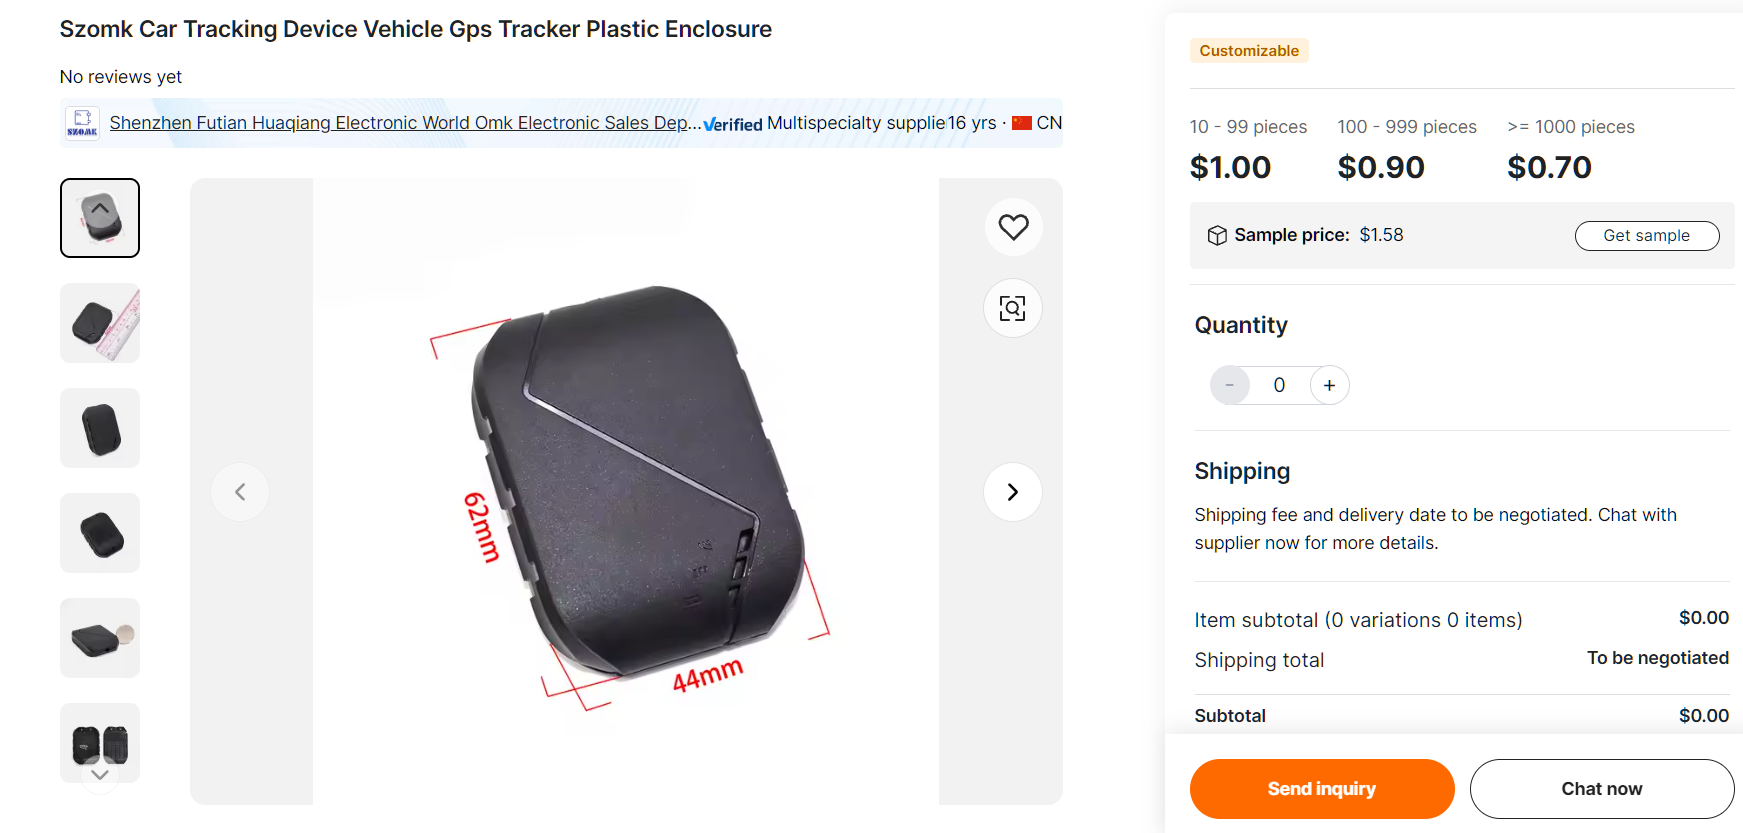 Szomk Car Tracking Device Vehicle Gps Tracker Plastic Enclosure
No reviews yet
SZOMK
Shenzhen Futian Huaqiang Electronic World Omk Electronic Sales Dep... Verified Multispecialty supplie 16 yrs · CN
62mm
44mm
Customizable
10 - 99 pieces 100 - 999 pieces >= 1000 pieces
$1.00 $0.90 $0.70
Sample price: $1.58 Get sample
Quantity
- 0 +
Shipping
Shipping fee and delivery date to be negotiated. Chat with
supplier now for more details.
Item subtotal (0 variations 0 items) $0.00
Shipping total To be negotiated
Subtotal $0.00
Send inquiry Chat now